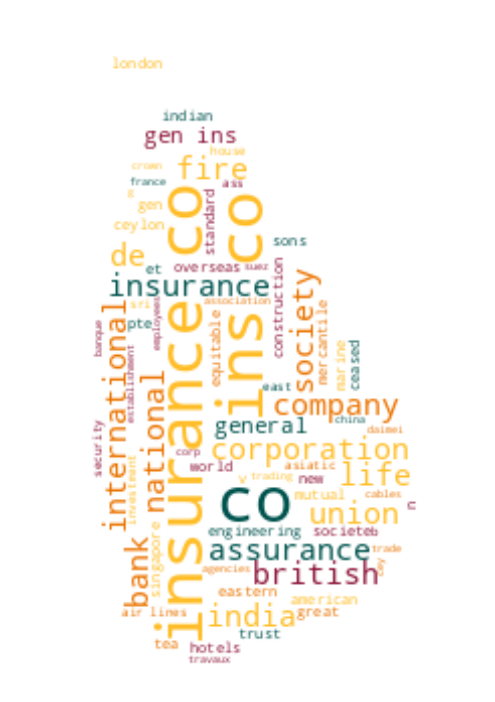 london
indian
gen ins
house
fire
crown
france
ass
g
gen
standard
insurance co
ins co
ceylon
sons
de
et
overseas
suez
insurance
construction
society
sri
association
employees
pte
equitable
mercantile
banque
international
establishment
national
marine
ceased
east
company
general
china
daimei
security
corp
corporation
world
asiatic
life
investment
v
trading
new
co
mutual
cables
c
union
singapore
engineering
societe
b
bank
assurance
trade
agencies
british
cey
eastern
american
air lines
india
great
trust
tea
hotels
travaux